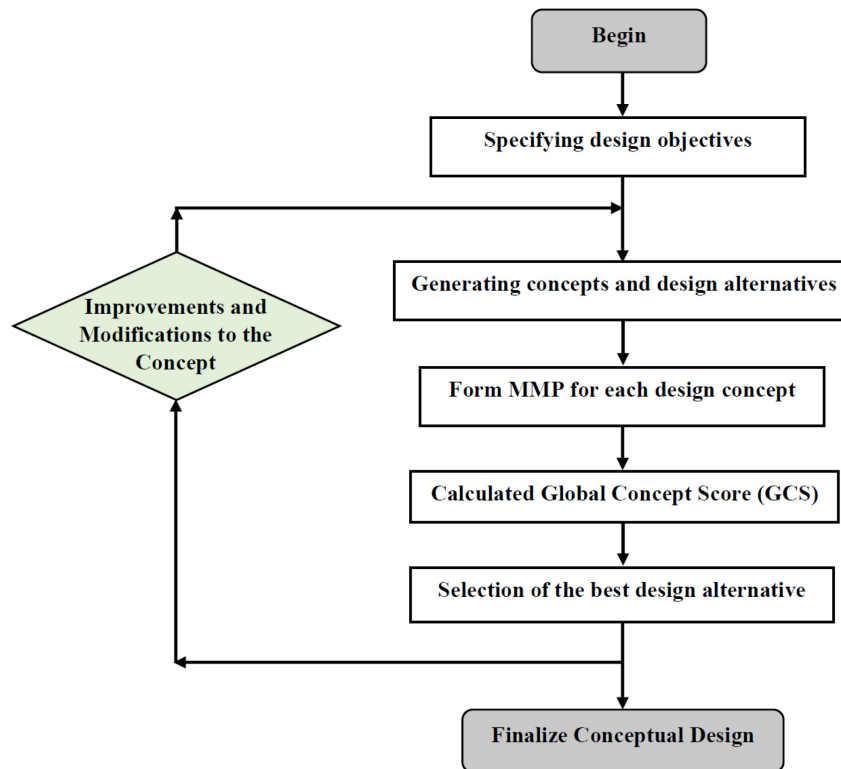 Begin
Specifying design objectives
Generating concepts and design alternatives
Improvements and
Modifications to the
Concept
Form MMP for each design concept
Calculated Global Concept Score (GCS)
Selection of the best design alternative
Finalize Conceptual Design